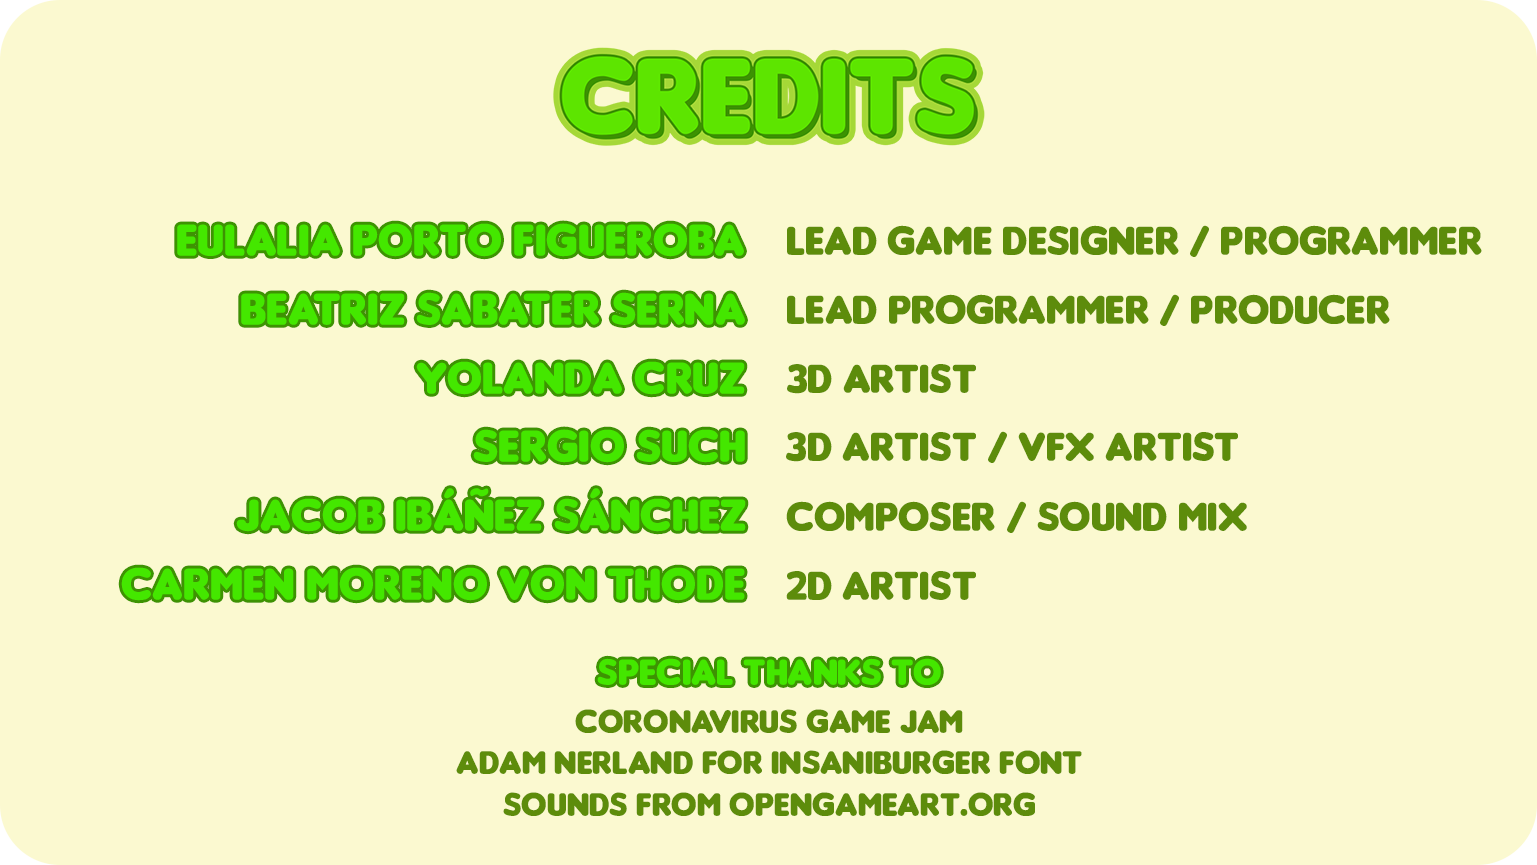 CREDITS
EULALIA PORTO FIGUEROBA LEAD GAME DESIGNER / PROGRAMMER
BEATRIZ SABATER SERNA LEAD PROGRAMMER / PRODUCER
YOLANDA CRUZ 3D ARTIST
SERGIO SUCH 3D ARTIST / VFX ARTIST
JACOB IBÁÑEZ SÁNCHEZ COMPOSER / SOUND MIX
CARMEN MORENO VON THODE 2D ARTIST
SPECIAL THANKS TO
CORONAVIRUS GAME JAM
ADAM NERLAND FOR INSANIBURGER FONT
SOUNDS FROM OPENGAMEART.ORG